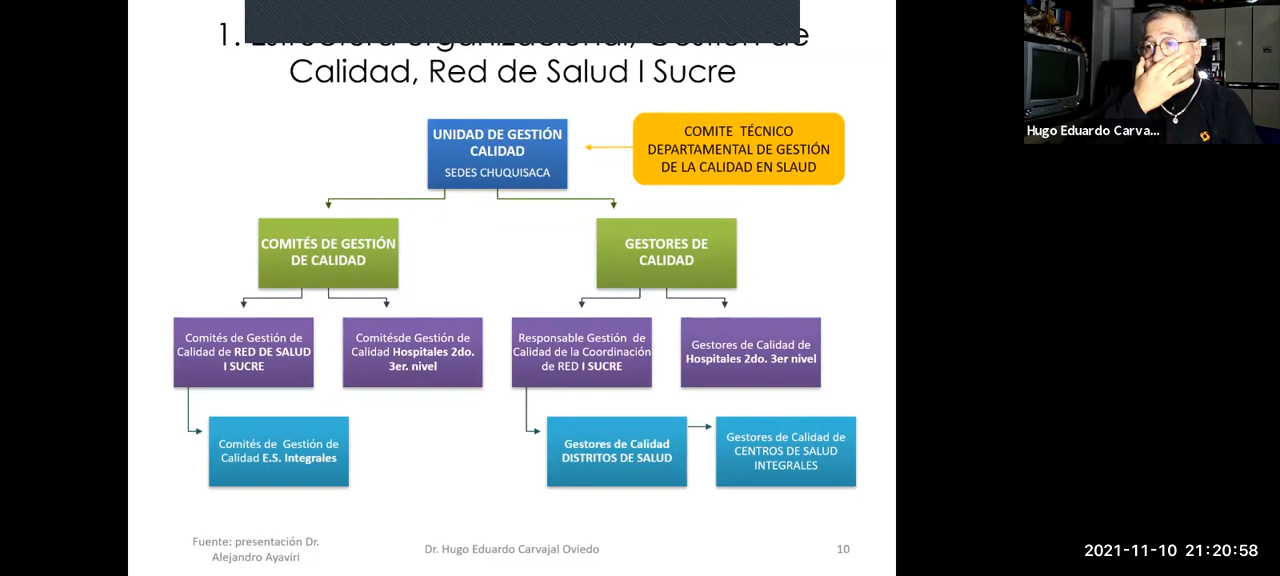 1. Estructura organizacional, Gestión de
Calidad, Red de Salud I Sucre
UNIDAD DE GESTIÓN
CALIDAD
SEDES CHUQUISACA
COMITE TÉCNICO
DEPARTAMENTAL DE GESTIÓN
DE LA CALIDAD EN SLAUD
COMITÉS DE GESTIÓN
DE CALIDAD
GESTORES DE
CALIDAD
Comités de Gestión de
Calidad de RED DE SALUD
I SUCRE
Comitésde Gestión de
Calidad Hospitales 2do.
3er. nivel
Responsable Gestión de
Calidad de la Coordinación
de RED I SUCRE
Gestores de Calidad de
Hospitales 2do. 3er nivel
Comités de Gestión de
Calidad E.S. Integrales
Gestores de Calidad
DISTRITOS DE SALUD
Gestores de Calidad de
CENTROS DE SALUD
INTEGRALES
Fuente: presentación Dr.
Alejandro Ayaviri
Dr. Hugo Eduardo Carvajal Oviedo
10
Hugo Eduardo Carva...
2021-11-10 21:20:58